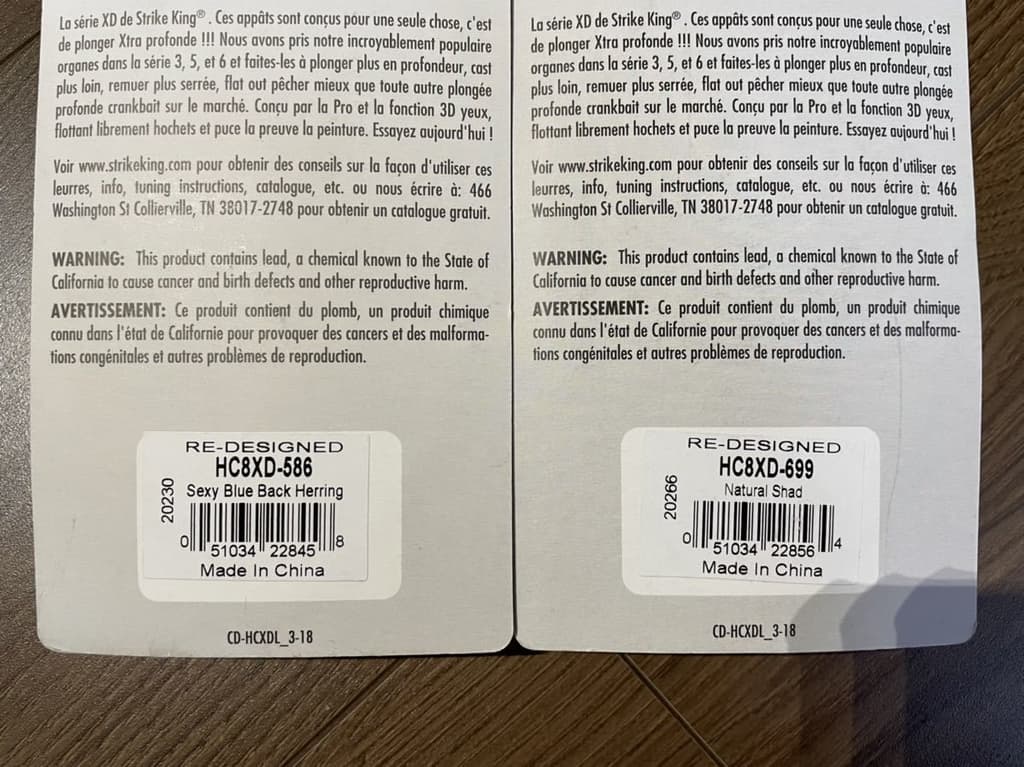 La série XD de Strike King® . Ces appâts sont conçus pour une seule chose, c'est
de plonger Xtra profonde !!! Nous avons pris notre incroyablement populaire
organes dans la série 3, 5, et 6 et faites-les à plonger plus en profondeur, cast
plus loin, remuer plus serrée, flat out pêcher mieux que toute autre plongée
profonde crankbait sur le marché. Conçu par la Pro et la fonction 3D yeux,
flottant librement hochets et puce la preuve la peinture. Essayez aujourd'hui !
Voir www.strikeking.com pour obtenir des conseils sur la façon d'utiliser ces
leurres, info, tuning instructions, catalogue, etc. ou nous écrire à: 466
Washington St Collierville, TN 38017-2748 pour obtenir un catalogue gratuit.
WARNING: This product contains lead, a chemical known to the State of
California to cause cancer and birth defects and other reproductive harm.
AVERTISSEMENT: Ce produit contient du plomb, un produit chimique
connu dans l'état de Californie pour provoquer des cancers et des malforma-
tions congénitales et autres problèmes de reproduction.
RE-DESIGNED
HC8XD-586
Sexy Blue Back Herring
20230
0 51034 22845 8
Made In China
CD-HCXDL_3-18
La série XD de Strike King® . Ces appâts sont conçus pour une seule chose, c'est
de plonger Xtra profonde !!! Nous avons pris notre incroyablement populaire
organes dans la série 3, 5, et 6 et faites-les à plonger plus en profondeur, cast
plus loin, remuer plus serrée, flat out pêcher mieux que toute autre plongée
profonde crankbait sur le marché. Conçu par la Pro et la fonction 3D yeux,
flottant librement hochets et puce la preuve la peinture. Essayez aujourd'hui !
Voir www.strikeking.com pour obtenir des conseils sur la façon d'utiliser ces
leurres, info, tuning instructions, catalogue, etc. ou nous écrire à: 466
Washington St Collierville, TN 38017-2748 pour obtenir un catalogue gratuit.
WARNING: This product contains lead, a chemical known to the State of
California to cause cancer and birth defects and other reproductive harm.
AVERTISSEMENT: Ce produit contient du plomb, un produit chimique
connu dans l'état de Californie pour provoquer des cancers et des malforma-
tions congénitales et autres problèmes de reproduction.
RE-DESIGNED
HC8XD-699
Natural Shad
20266
0 51034 22856 4
Made In China
CD-HCXDL_3-18